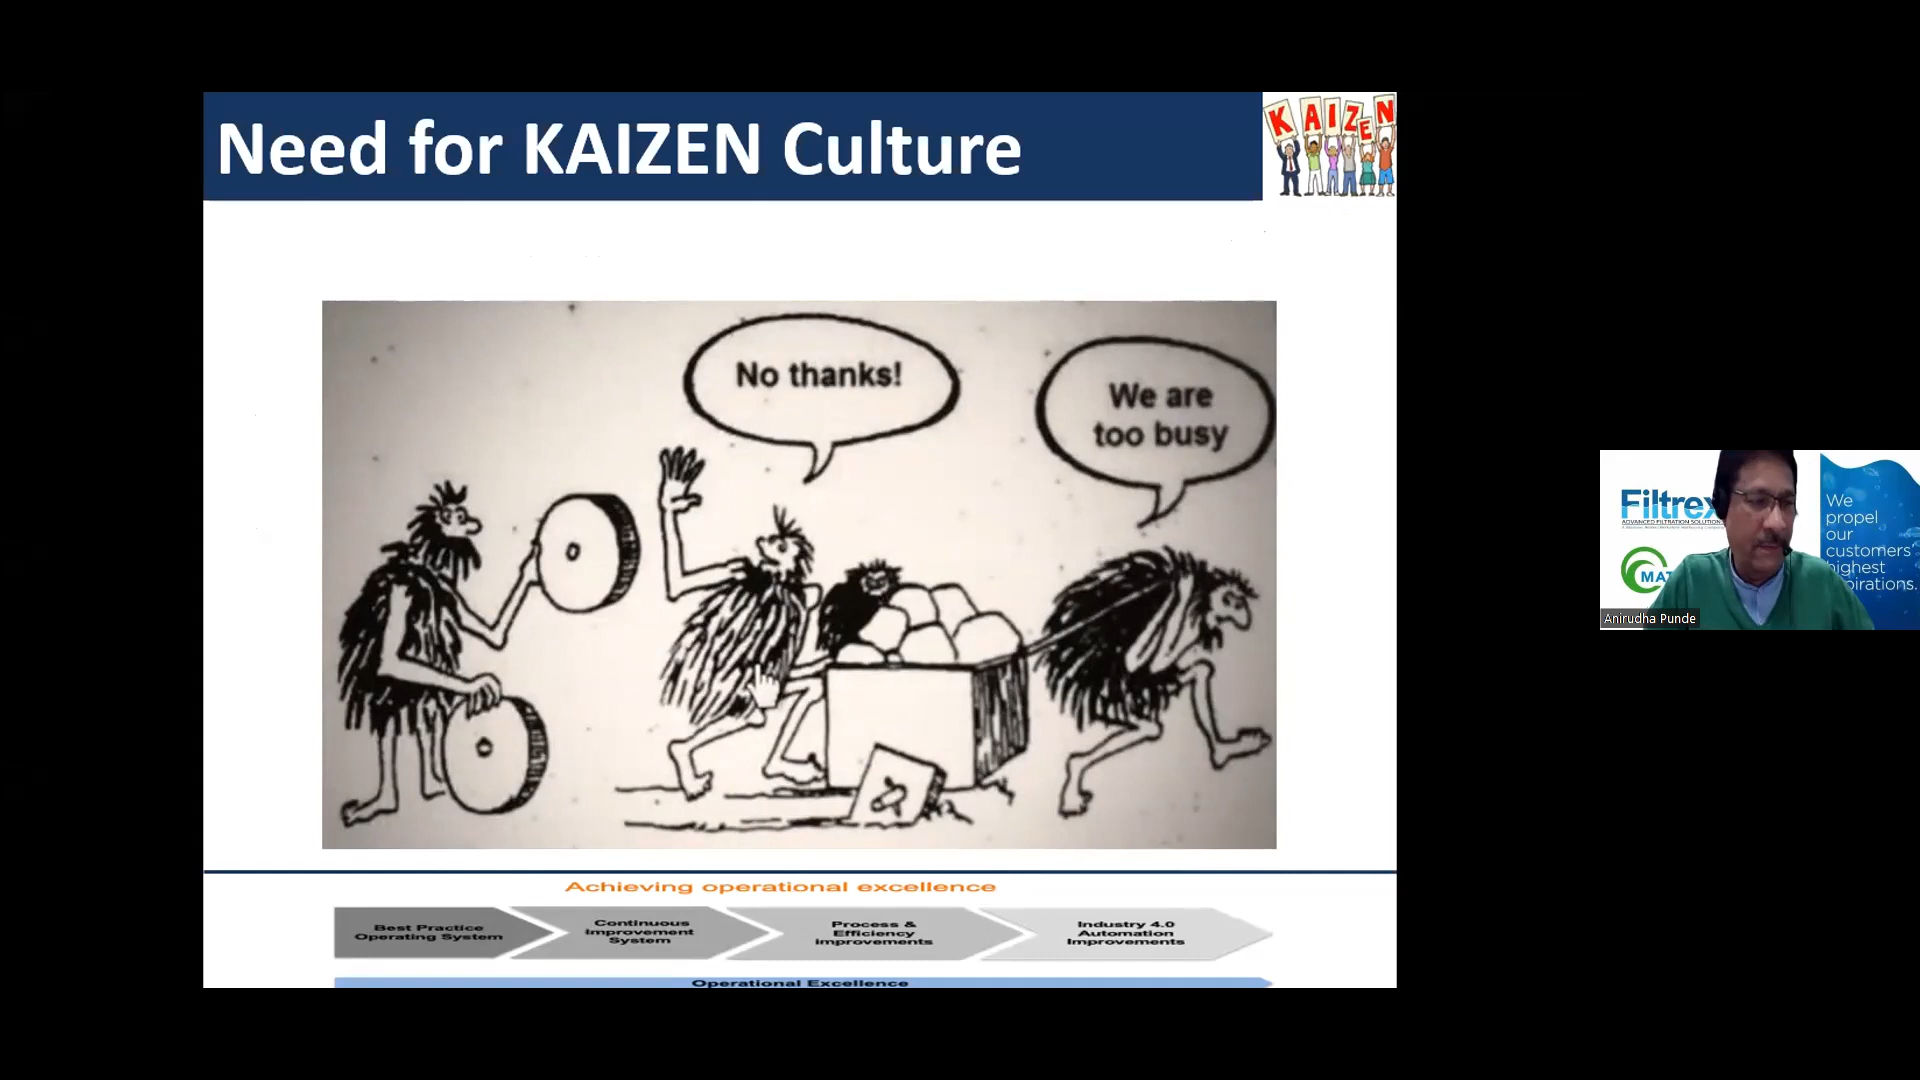 Need for KAIZEN Culture
KAIZEN
No thanks!
We are
too busy
Achieving operational excellence
Best Practice
Operating System
Continuous
Improvement
System
Process &
Efficiency
improvements
Industry 4.0
Automation
Improvements
Operational Excellence
Filtrex
ADVANCED FILTRATION SOLUTIONS
MAT
We
propel
our
customers'
highest
pirations.
Anirudha Punde